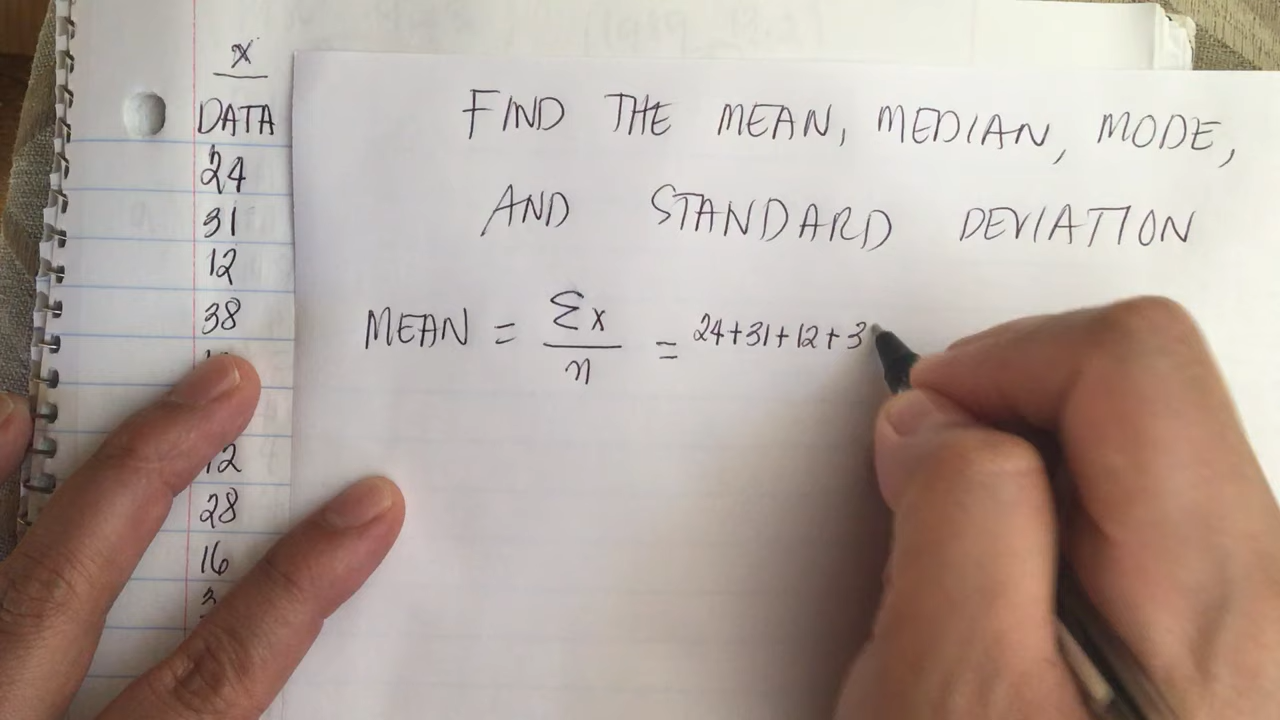 x
DATA
24
31
12
38
12
28
16
FIND THE MEAN, MEDIAN, MODE,
AND STANDARD DEVIATION
MEAN = Σx / n = 24+31+12+3